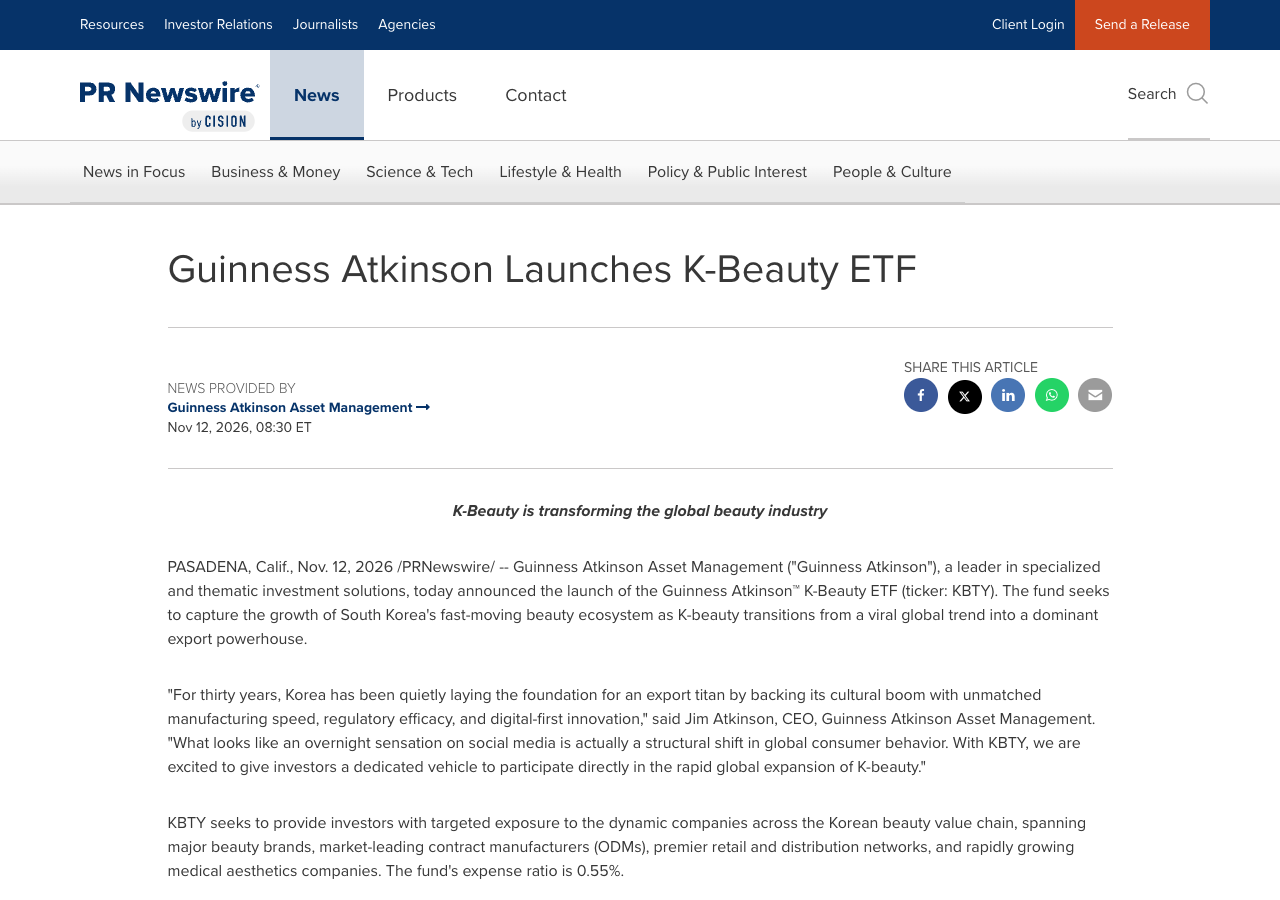 Resources Investor Relations Journalists Agencies Client Login Send a Release
PR Newswire®
by CISION
News Products Contact Search
News in Focus Business & Money Science & Tech Lifestyle & Health Policy & Public Interest People & Culture
Guinness Atkinson Launches K-Beauty ETF
NEWS PROVIDED BY
Guinness Atkinson Asset Management →
Nov 12, 2026, 08:30 ET
SHARE THIS ARTICLE
K-Beauty is transforming the global beauty industry
PASADENA, Calif., Nov. 12, 2026 /PRNewswire/ -- Guinness Atkinson Asset Management ("Guinness Atkinson"), a leader in specialized
and thematic investment solutions, today announced the launch of the Guinness Atkinson™ K-Beauty ETF (ticker: KBTY). The fund seeks
to capture the growth of South Korea's fast-moving beauty ecosystem as K-beauty transitions from a viral global trend into a dominant
export powerhouse.
"For thirty years, Korea has been quietly laying the foundation for an export titan by backing its cultural boom with unmatched
manufacturing speed, regulatory efficacy, and digital-first innovation," said Jim Atkinson, CEO, Guinness Atkinson Asset Management.
"What looks like an overnight sensation on social media is actually a structural shift in global consumer behavior. With KBTY, we are
excited to give investors a dedicated vehicle to participate directly in the rapid global expansion of K-beauty."
KBTY seeks to provide investors with targeted exposure to the dynamic companies across the Korean beauty value chain, spanning
major beauty brands, market-leading contract manufacturers (ODMs), premier retail and distribution networks, and rapidly growing
medical aesthetics companies. The fund's expense ratio is 0.55%.